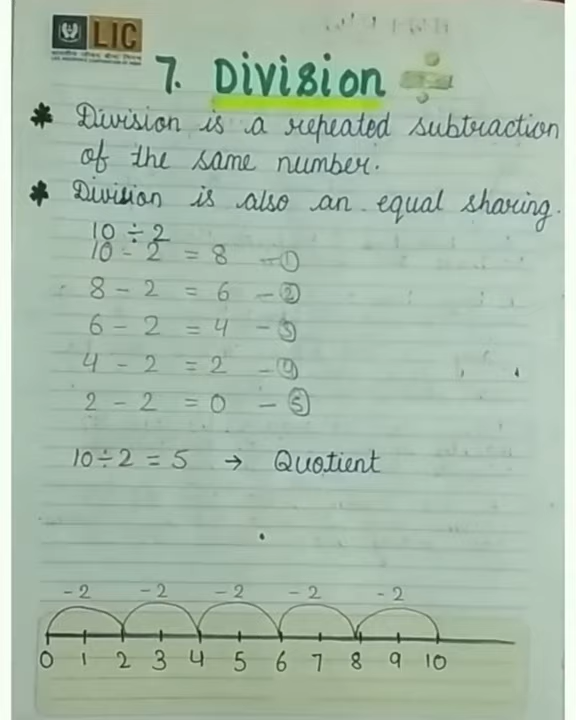 LIC
7. Division ÷
* Division is a repeated subtraction
of the same number.
* Division is also an equal sharing.
10 ÷ 2
10 - 2 = 8 - ①
8 - 2 = 6 - ②
6 - 2 = 4 - ③
4 - 2 = 2 - ④
2 - 2 = 0 - ⑤
10 ÷ 2 = 5 → Quotient
-2 -2 -2 -2 -2
0 1 2 3 4 5 6 7 8 9 10